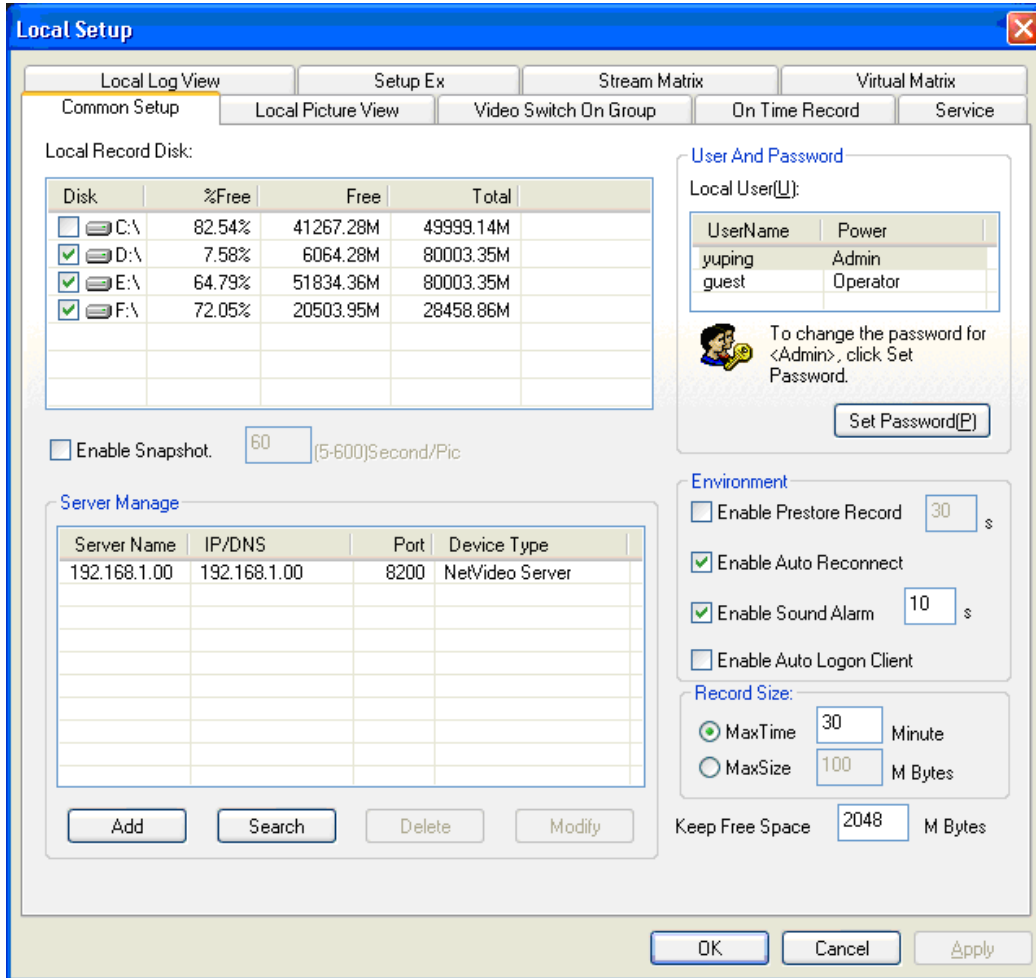 Local Setup
Local Log View Setup Ex Stream Matrix Virtual Matrix
Common Setup Local Picture View Video Switch On Group On Time Record Service
Local Record Disk:
Disk %Free Free Total
C:\ 82.54% 41267.28M 49999.14M
D:\ 7.58% 6064.28M 80003.35M
E:\ 64.79% 51834.36M 80003.35M
F:\ 72.05% 20503.95M 28458.86M
Enable Snapshot. 60 (5-600)Second/Pic
Server Manage
Server Name IP/DNS Port Device Type
192.168.1.00 192.168.1.00 8200 NetVideo Server
Add Search Delete Modify
User And Password
Local User(U):
UserName Power
yuping Admin
guest Operator
To change the password for
<Admin>, click Set
Password.
Set Password(P)
Environment
Enable Prestore Record 30 s
Enable Auto Reconnect
Enable Sound Alarm 10 s
Enable Auto Logon Client
Record Size:
MaxTime 30 Minute
MaxSize 100 M Bytes
Keep Free Space 2048 M Bytes
OK Cancel Apply